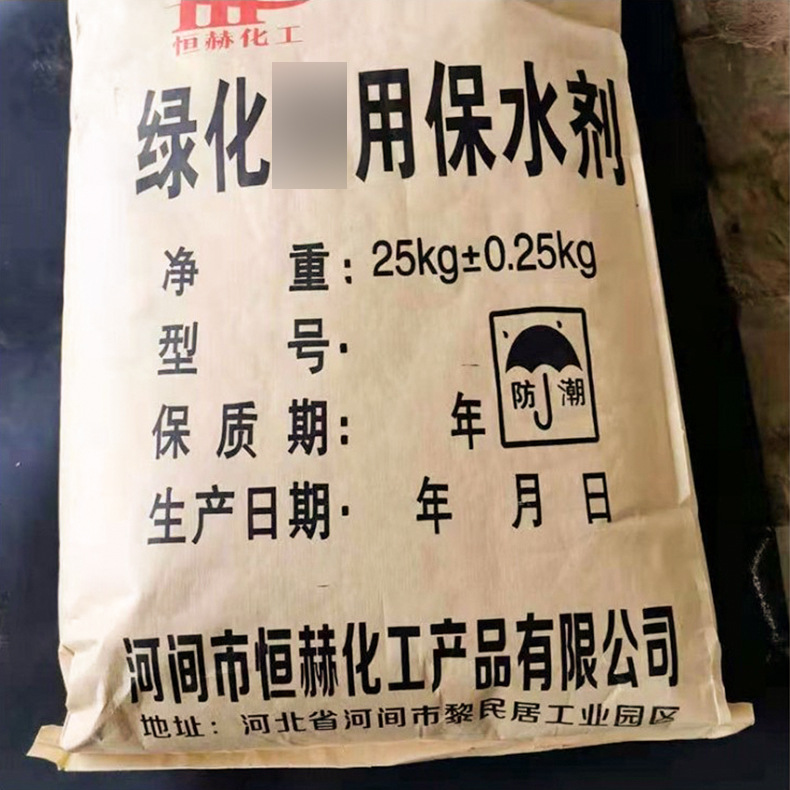 恒赫化工
绿化 用保水剂
净 重：25kg±0.25kg
型 号：
保质期： 年
防潮
生产日期： 年 月 日
河间市恒赫化工产品有限公司
地址：河北省河间市黎民居工业园区